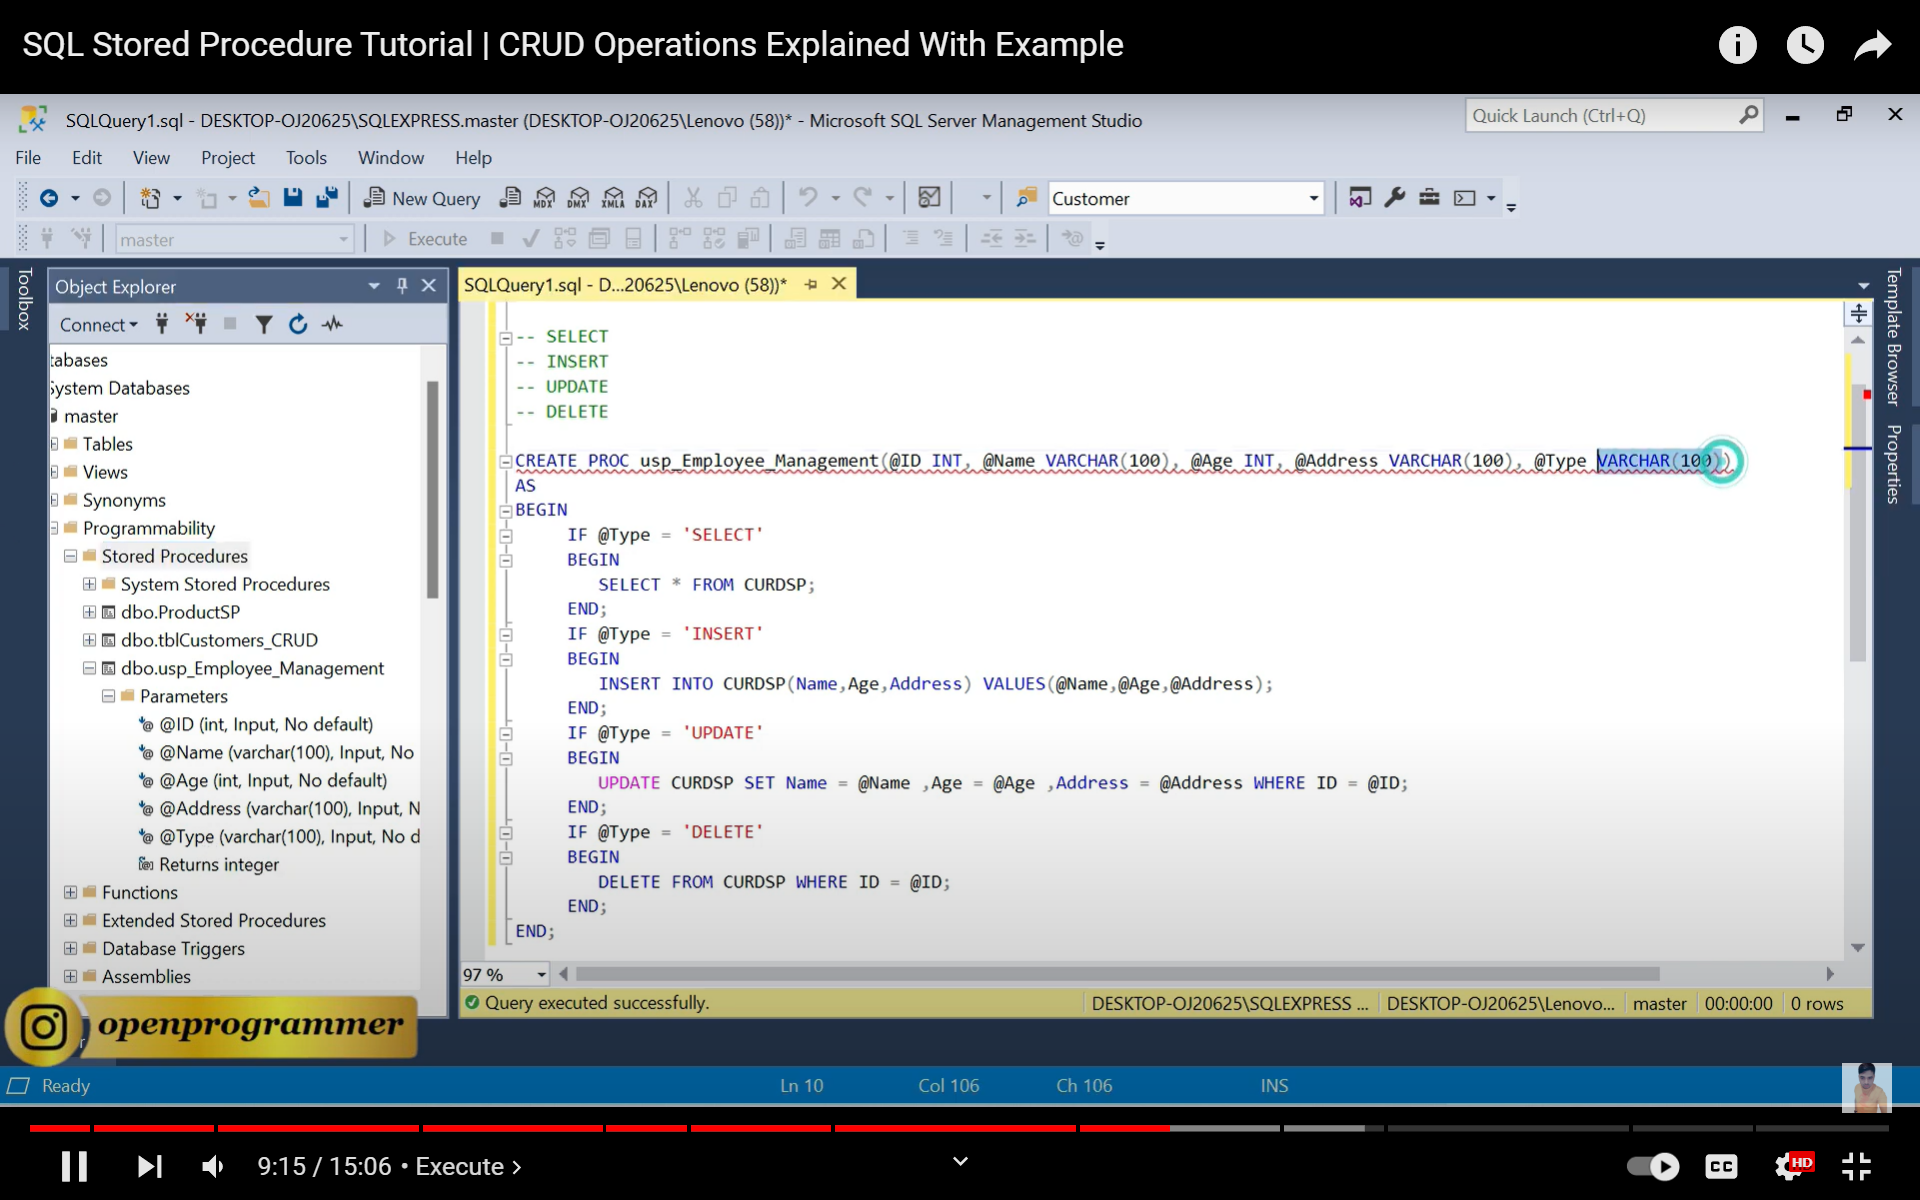 SQL Stored Procedure Tutorial | CRUD Operations Explained With Example
SQLQuery1.sql - DESKTOP-OJ20625\SQLEXPRESS.master (DESKTOP-OJ20625\Lenovo (58))* - Microsoft SQL Server Management Studio
Quick Launch (Ctrl+Q)
File Edit View Project Tools Window Help
New Query MDX DMX XMLA DAX Customer
master Execute
Toolbox
Object Explorer
Connect
tabases
System Databases
master
Tables
Views
Synonyms
Programmability
Stored Procedures
System Stored Procedures
dbo.ProductSP
dbo.tblCustomers_CRUD
dbo.usp_Employee_Management
Parameters
@ID (int, Input, No default)
@Name (varchar(100), Input, No
@Age (int, Input, No default)
@Address (varchar(100), Input, N
@Type (varchar(100), Input, No d
Returns integer
Functions
Extended Stored Procedures
Database Triggers
Assemblies
openprogrammer
SQLQuery1.sql - D...20625\Lenovo (58))*
-- SELECT
-- INSERT
-- UPDATE
-- DELETE
CREATE PROC usp_Employee_Management(@ID INT, @Name VARCHAR(100), @Age INT, @Address VARCHAR(100), @Type VARCHAR(100))
AS
BEGIN
IF @Type = 'SELECT'
BEGIN
SELECT * FROM CURDSP;
END;
IF @Type = 'INSERT'
BEGIN
INSERT INTO CURDSP(Name,Age,Address) VALUES(@Name,@Age,@Address);
END;
IF @Type = 'UPDATE'
BEGIN
UPDATE CURDSP SET Name = @Name ,Age = @Age ,Address = @Address WHERE ID = @ID;
END;
IF @Type = 'DELETE'
BEGIN
DELETE FROM CURDSP WHERE ID = @ID;
END;
END;
97 %
Query executed successfully. DESKTOP-OJ20625\SQLEXPRESS ... DESKTOP-OJ20625\Lenovo... master 00:00:00 0 rows
Template Browser
Properties
Ready Ln 10 Col 106 Ch 106 INS
9:15 / 15:06 • Execute
CC
HD